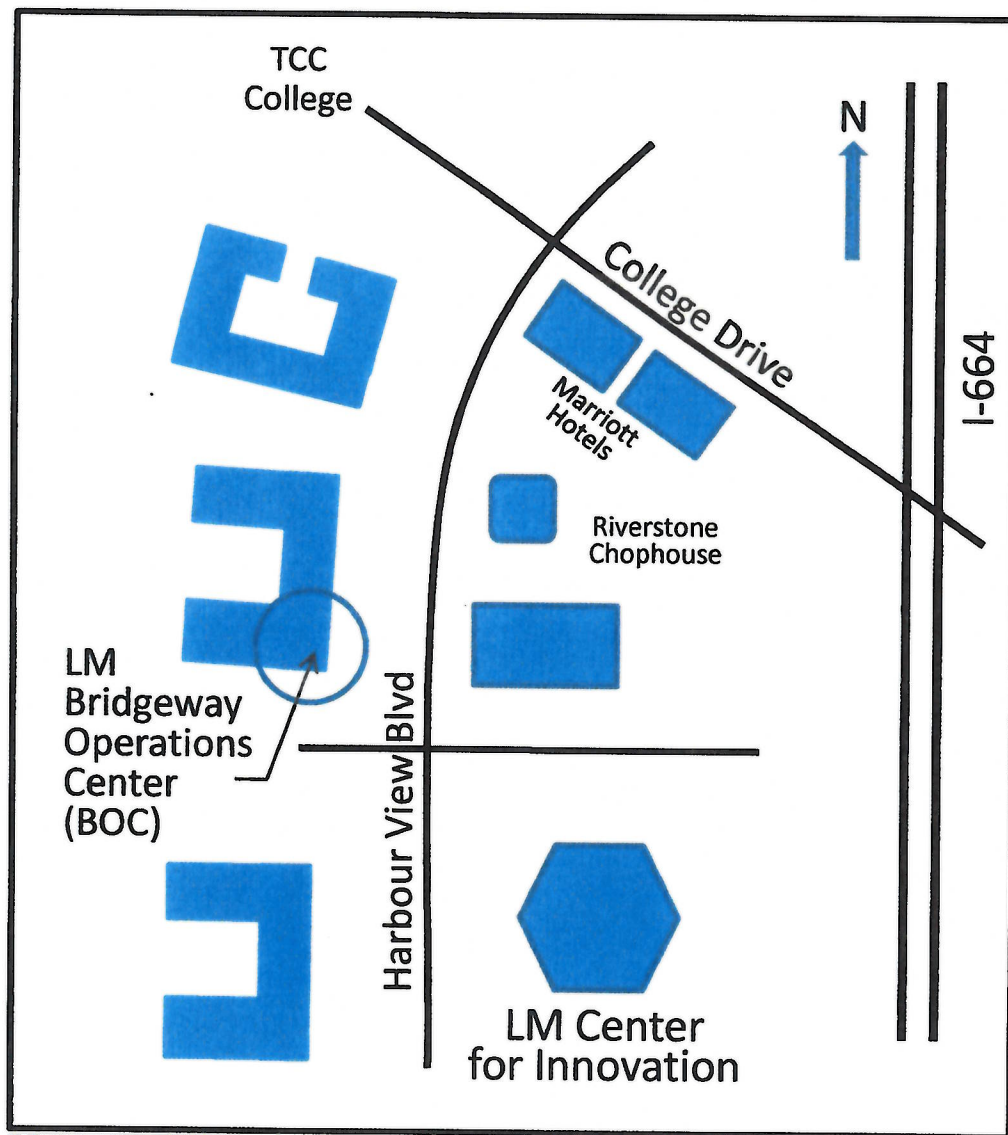 TCC
College
N
College Drive
I-664
Marriott
Hotels
Riverstone
Chophouse
LM
Bridgeway
Operations
Center
(BOC)
Harbour View Blvd
LM Center
for Innovation